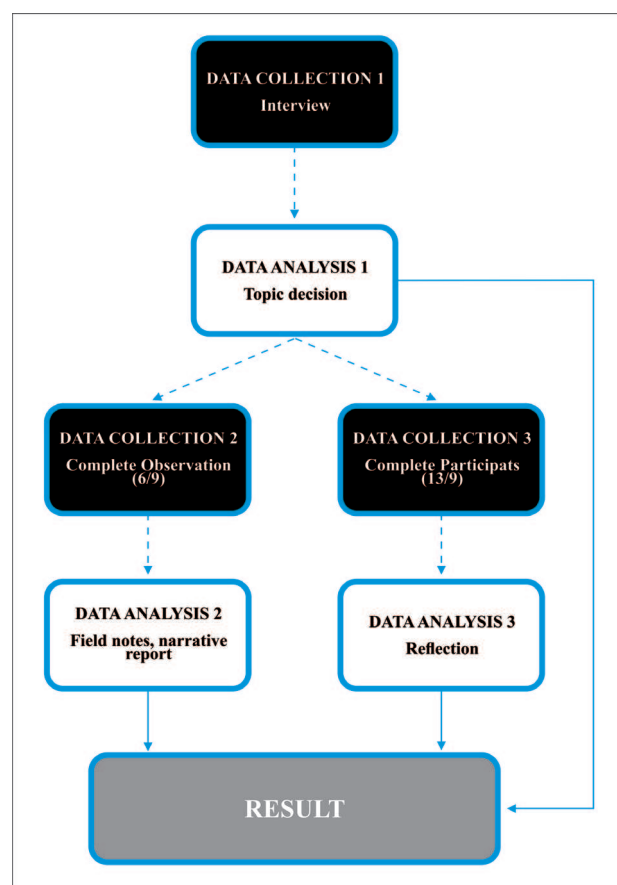 DATA COLLECTION 1
Interview
DATA ANALYSIS 1
Topic decision
DATA COLLECTION 2
Complete Observation
(6/9)
DATA COLLECTION 3
Complete Participats
(13/9)
DATA ANALYSIS 2
Field notes, narrative
report
DATA ANALYSIS 3
Reflection
RESULT